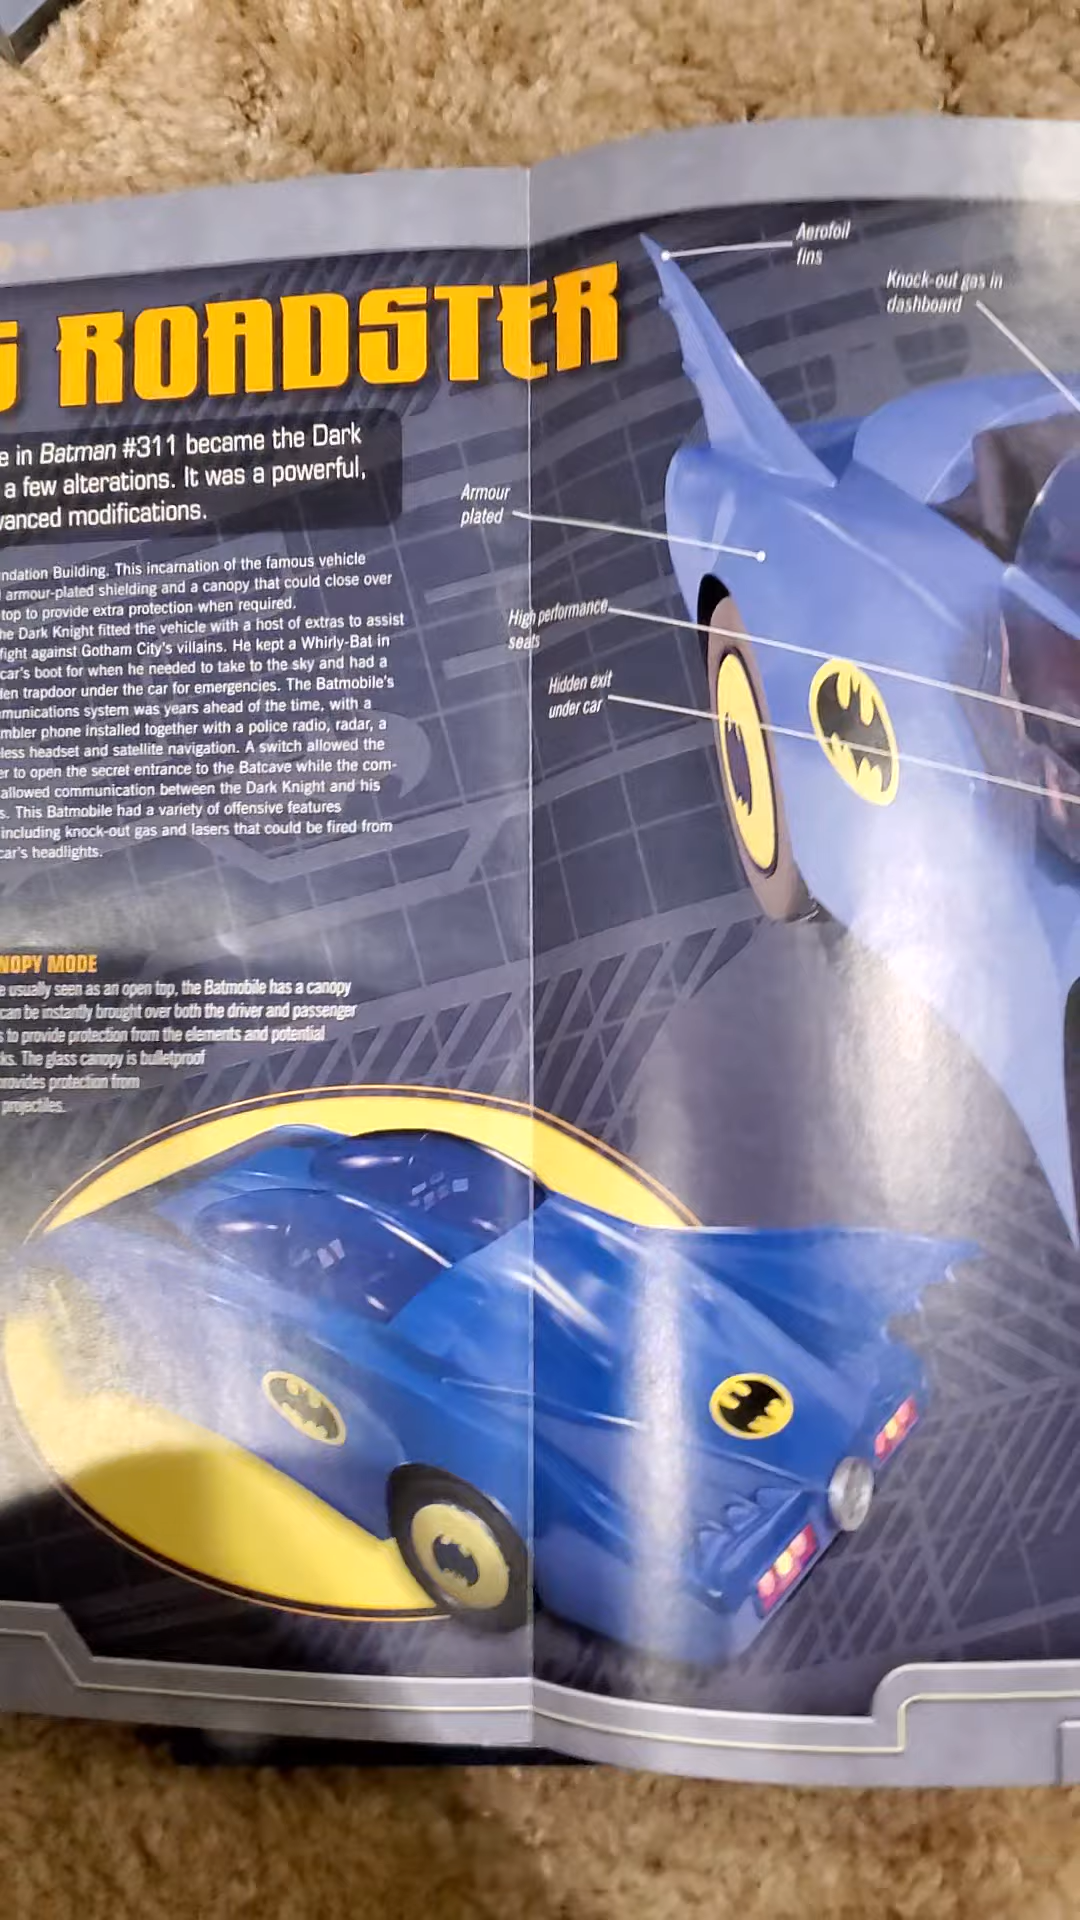 ROADSTER
e in Batman #311 became the Dark
a few alterations. It was a powerful,
vanced modifications.
ndation Building. This incarnation of the famous vehicle
armour-plated shielding and a canopy that could close over
top to provide extra protection when required.
he Dark Knight fitted the vehicle with a host of extras to assist
fight against Gotham City's villains. He kept a Whirly-Bat in
car's boot for when he needed to take to the sky and had a
den trapdoor under the car for emergencies. The Batmobile's
mmunications system was years ahead of the time, with a
mbler phone installed together with a police radio, radar, a
less headset and satellite navigation. A switch allowed the
er to open the secret entrance to the Batcave while the com-
allowed communication between the Dark Knight and his
s. This Batmobile had a variety of offensive features
including knock-out gas and lasers that could be fired from
car's headlights.
NOPY MODE
e usually seen as an open top, the Batmobile has a canopy
can be instantly brought over both the driver and passenger
s to provide protection from the elements and potential
ks. The glass canopy is bulletproof
provides protection from
projectiles.
Aerofoil
fins
Knock-out gas in
dashboard
Armour
plated
High performance
seats
Hidden exit
under car